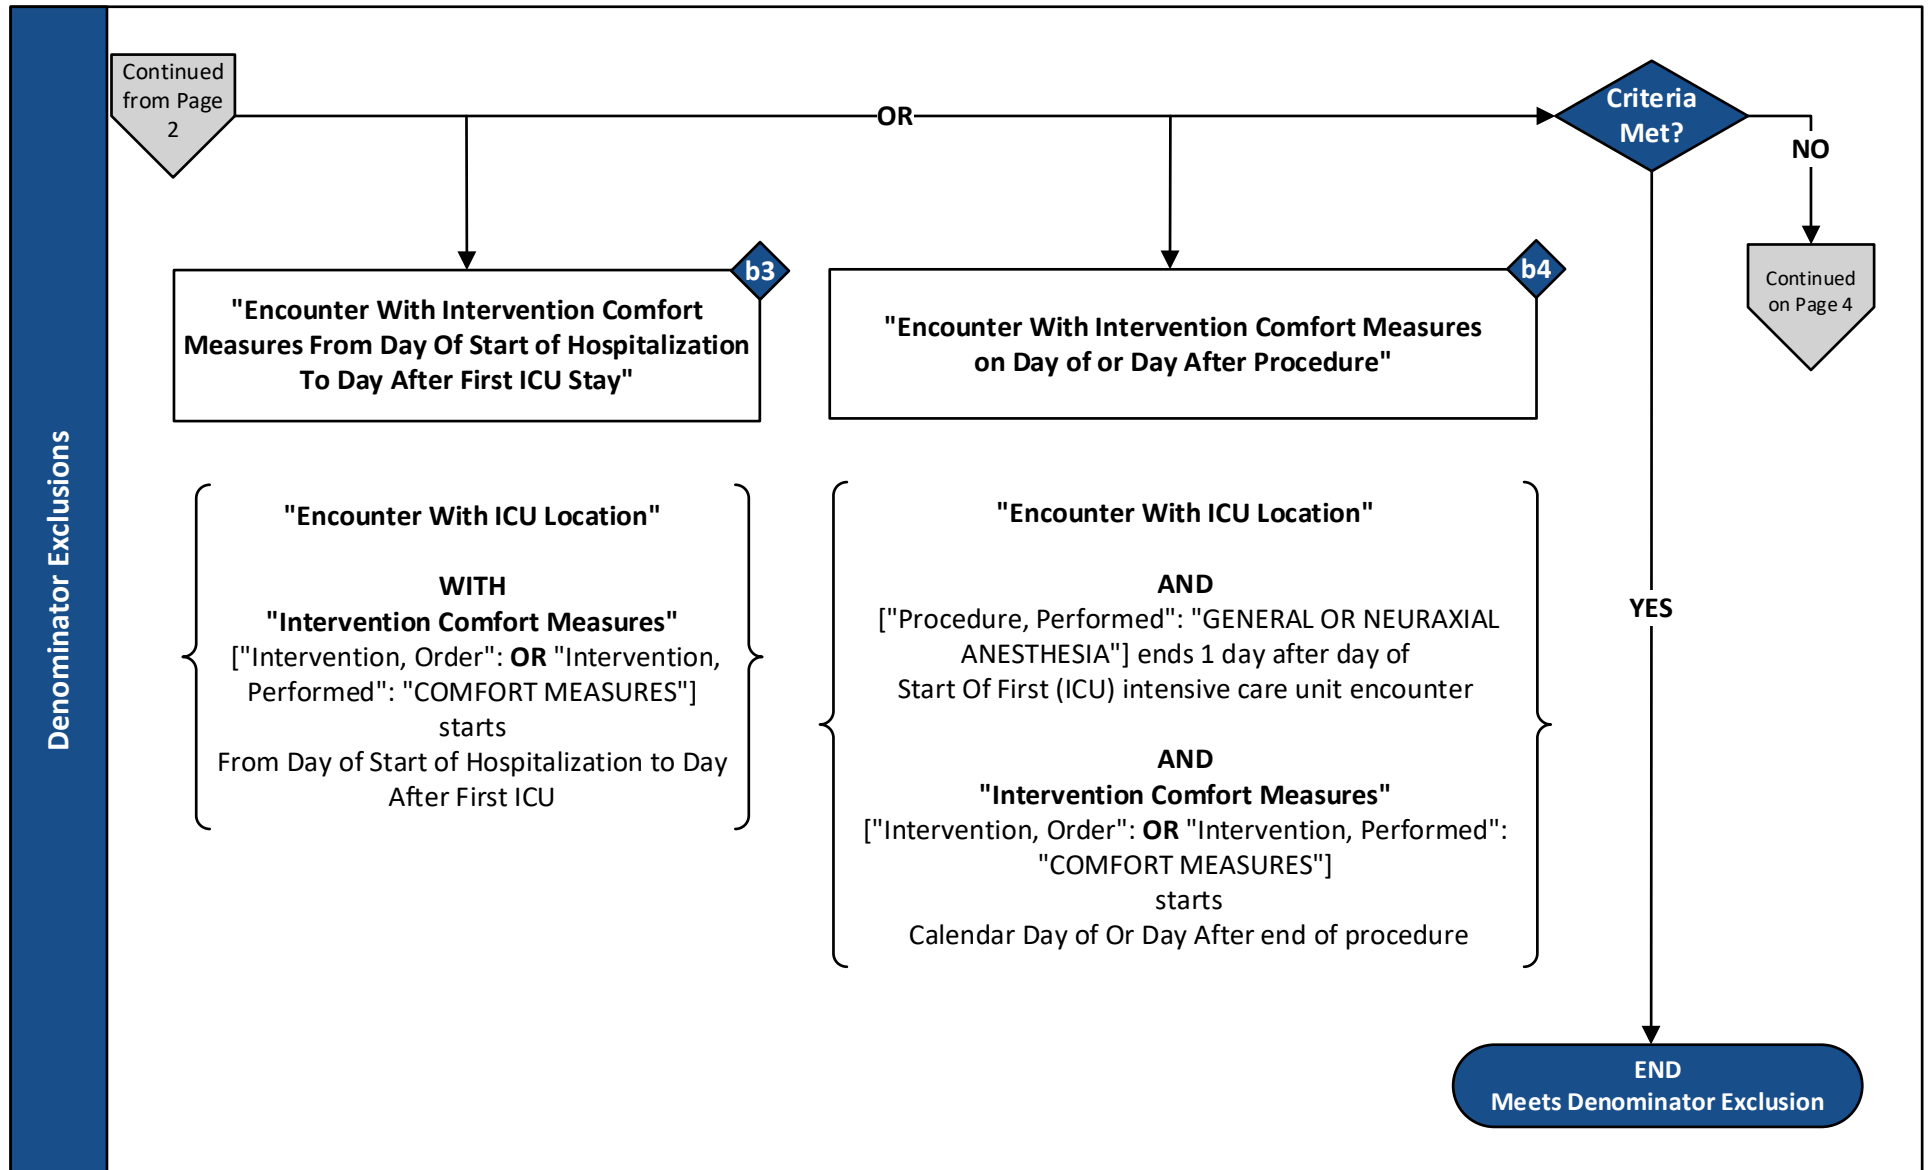 Denominator Exclusions
Continued
from Page
2
OR
Criteria
Met?
NO
Continued
on Page 4
YES
b3
"Encounter With Intervention Comfort
Measures From Day Of Start of Hospitalization
To Day After First ICU Stay"
b4
"Encounter With Intervention Comfort Measures
on Day of or Day After Procedure"
"Encounter With ICU Location"
WITH
"Intervention Comfort Measures"
["Intervention, Order": OR "Intervention,
Performed": "COMFORT MEASURES"]
starts
From Day of Start of Hospitalization to Day
After First ICU
"Encounter With ICU Location"
AND
["Procedure, Performed": "GENERAL OR NEURAXIAL
ANESTHESIA"] ends 1 day after day of
Start Of First (ICU) intensive care unit encounter
AND
"Intervention Comfort Measures"
["Intervention, Order": OR "Intervention, Performed":
"COMFORT MEASURES"]
starts
Calendar Day of Or Day After end of procedure
END
Meets Denominator Exclusion